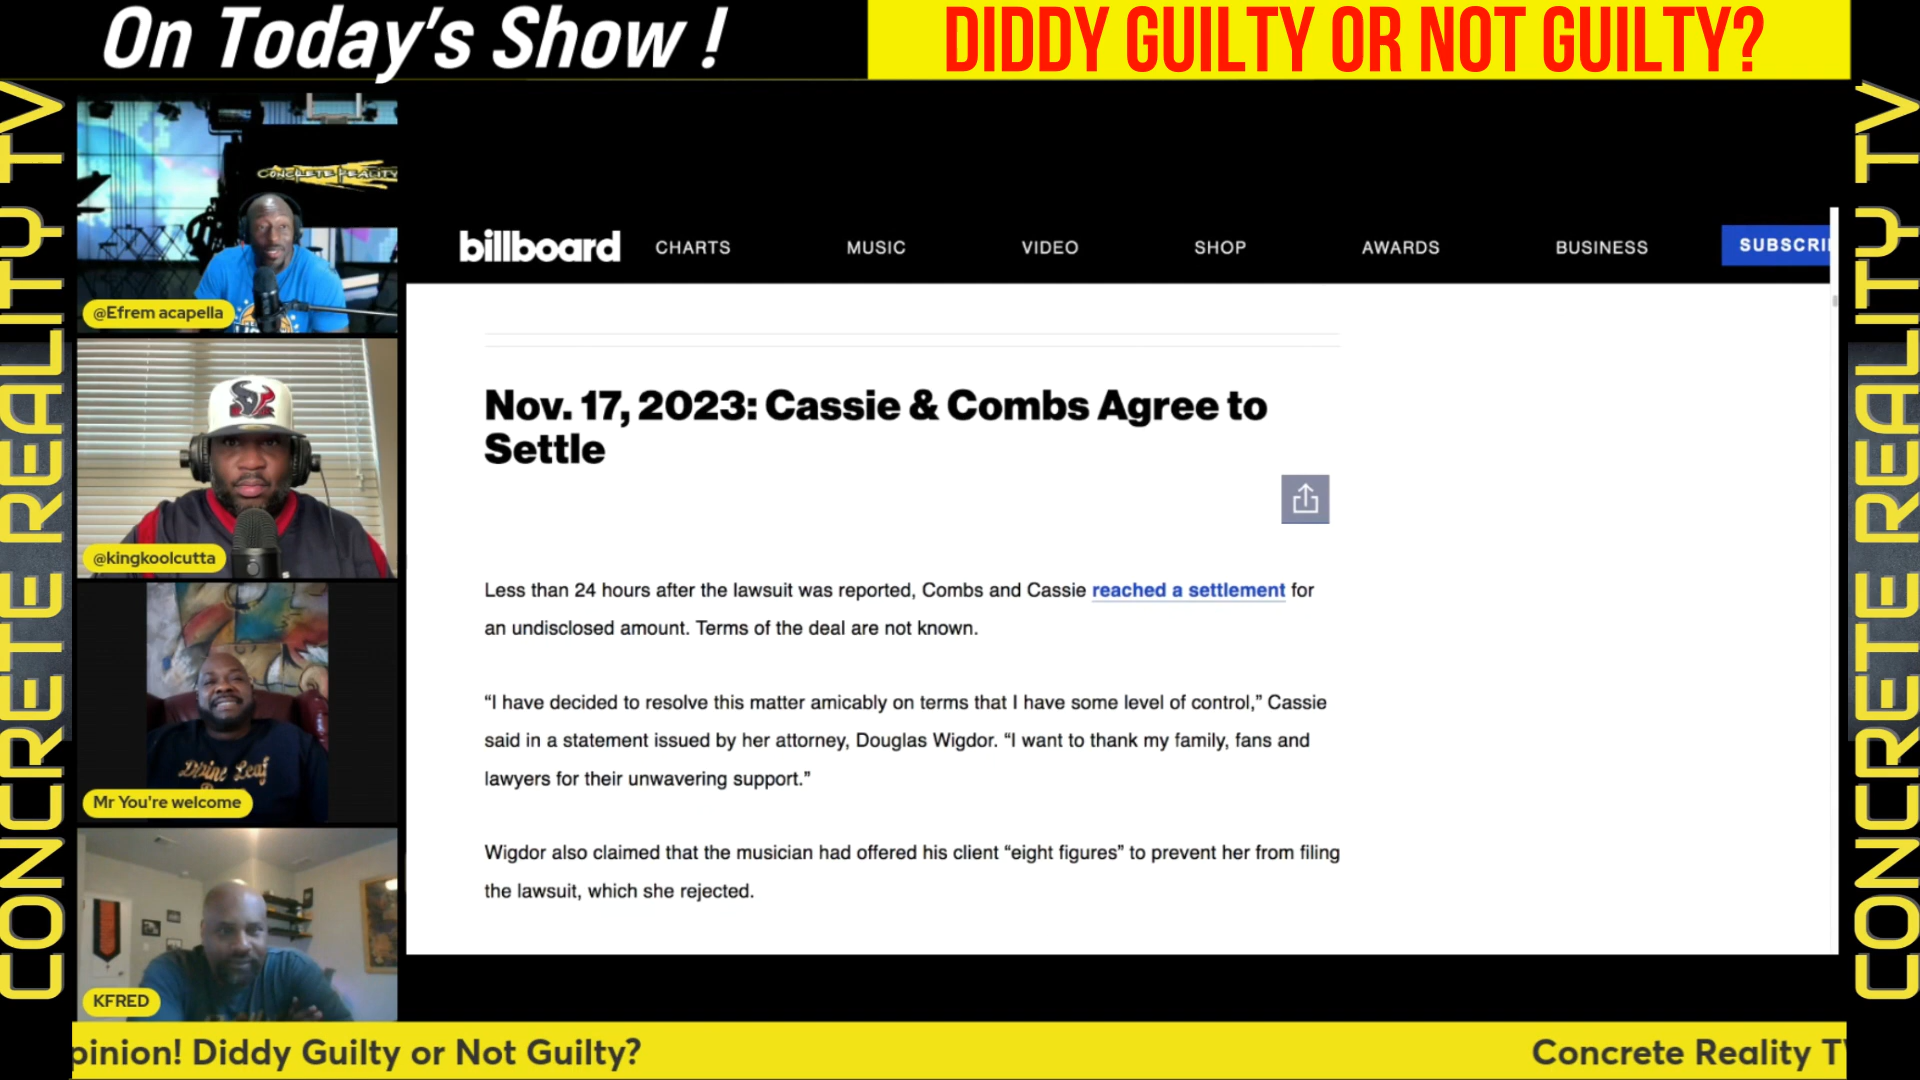 On Today's Show !
DIDDY GUILTY OR NOT GUILTY?
CONCRETE REALITY TV
CONCRETE REALITY
@Efrem acapella
@kingkoolcutta
Divine Leaf
Mr You're welcome
KFRED
billboard
CHARTS
MUSIC
VIDEO
SHOP
AWARDS
BUSINESS
SUBSCRI
Nov. 17, 2023: Cassie & Combs Agree to
Settle
Less than 24 hours after the lawsuit was reported, Combs and Cassie reached a settlement for
an undisclosed amount. Terms of the deal are not known.
“I have decided to resolve this matter amicably on terms that I have some level of control,” Cassie
said in a statement issued by her attorney, Douglas Wigdor. “I want to thank my family, fans and
lawyers for their unwavering support.”
Wigdor also claimed that the musician had offered his client “eight figures” to prevent her from filing
the lawsuit, which she rejected.
CONCRETE REALITY TV
pinion! Diddy Guilty or Not Guilty?
Concrete Reality T